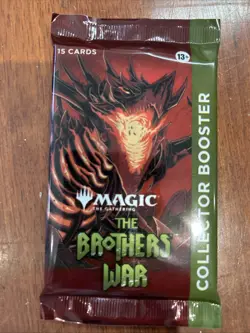 15 CARDS
13+
MAGIC
THE GATHERING
THE
BROTHERS'
WAR
COLLECTOR BOOSTER